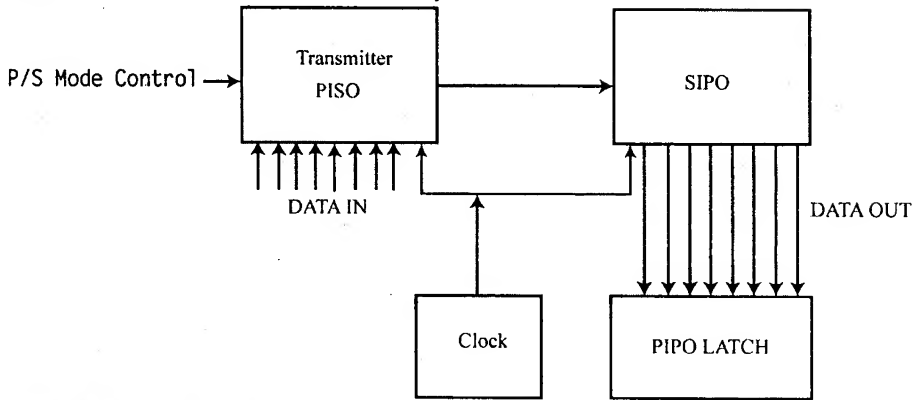 Transmitter
PISO
P/S Mode Control
SIPO
DATA IN
DATA OUT
Clock
PIPO LATCH